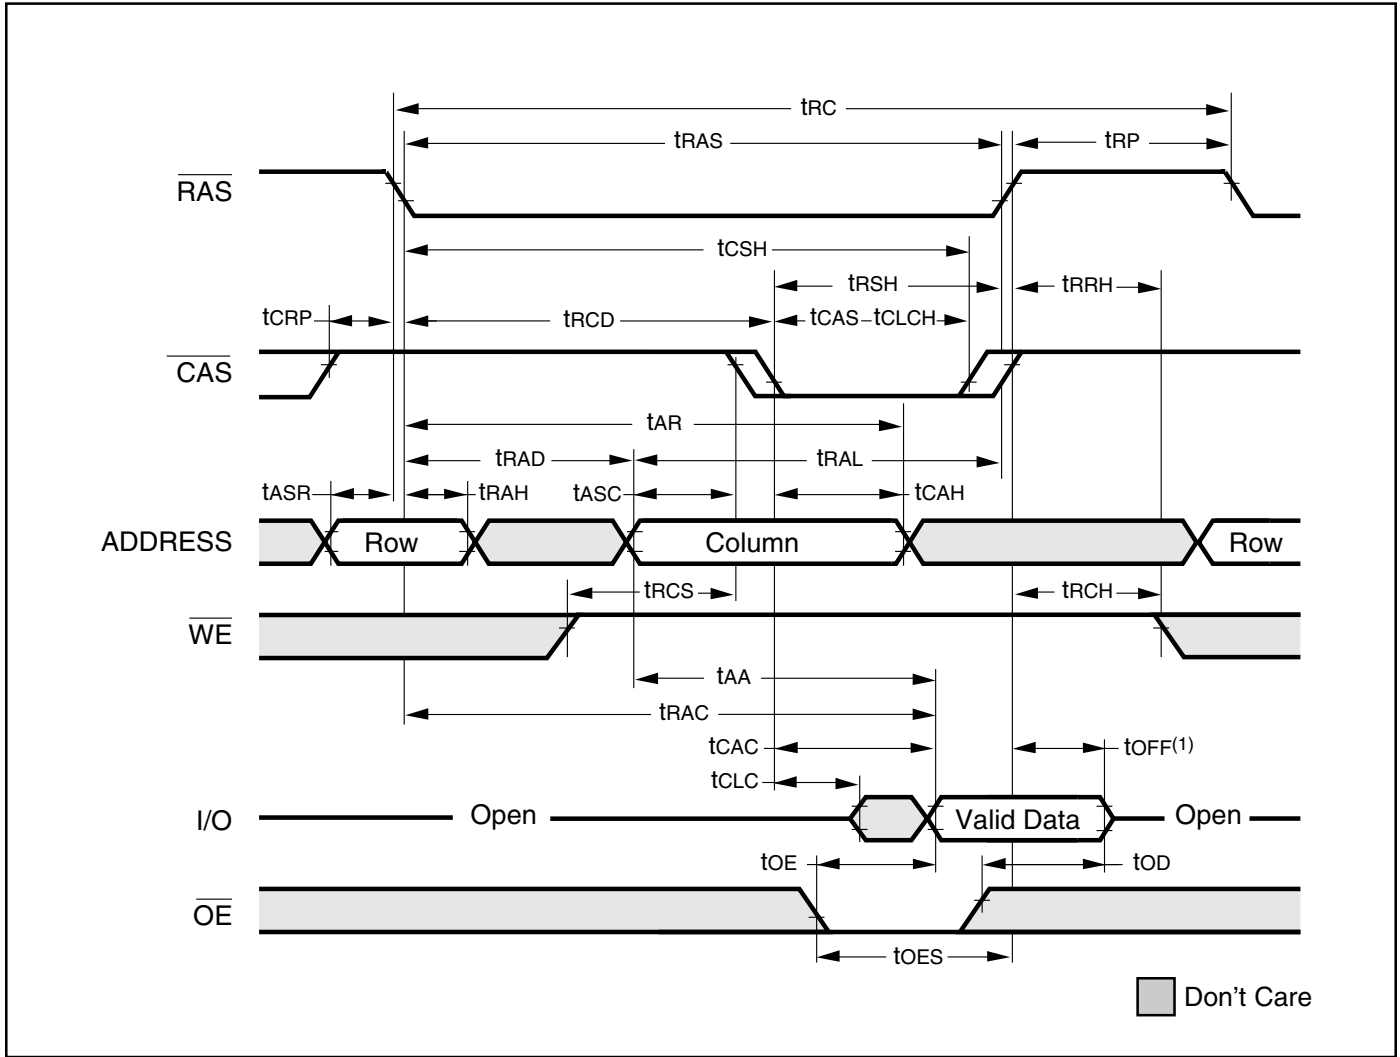 tRC
tRAS tRP
RAS
tCSH
tRSH tRRH
tCRP tRCD tCAS tCLCH
CAS
tAR
tRAD tRAL
tASR tRAH tASC tCAH
ADDRESS Row Column Row
tRCS tRCH
WE
tAA
tRAC
tCAC tOFF(1)
tCLC
I/O Open Valid Data Open
tOE tOD
OE
tOES
Don't Care